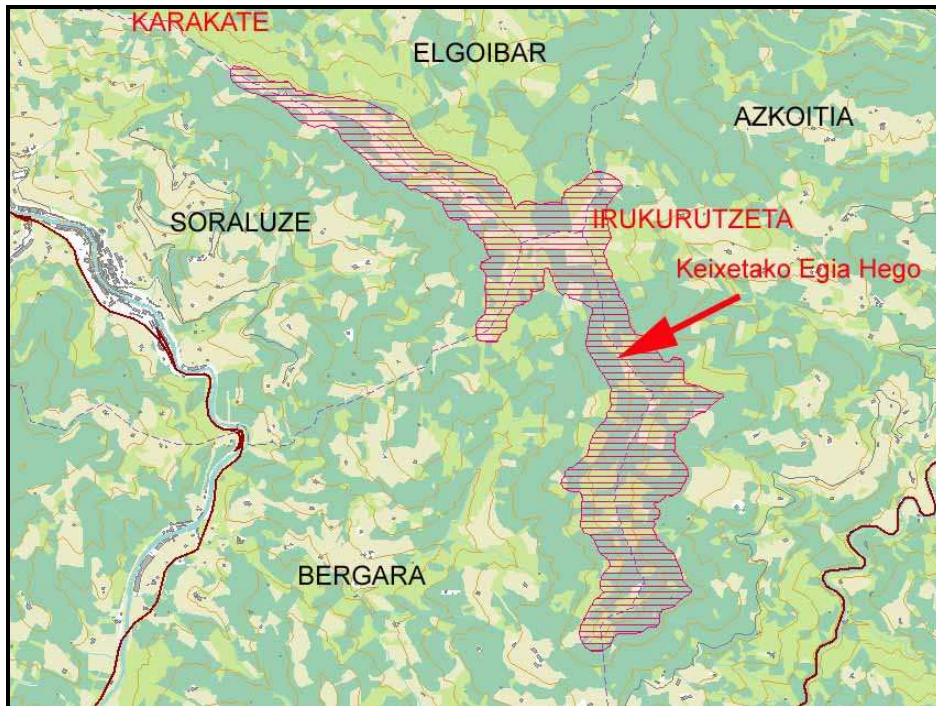 KARAKATE
ELGOIBAR
AZKOITIA
SORALUZE
IRUKURUTZETA
Keixetako Egia Hego
BERGARA